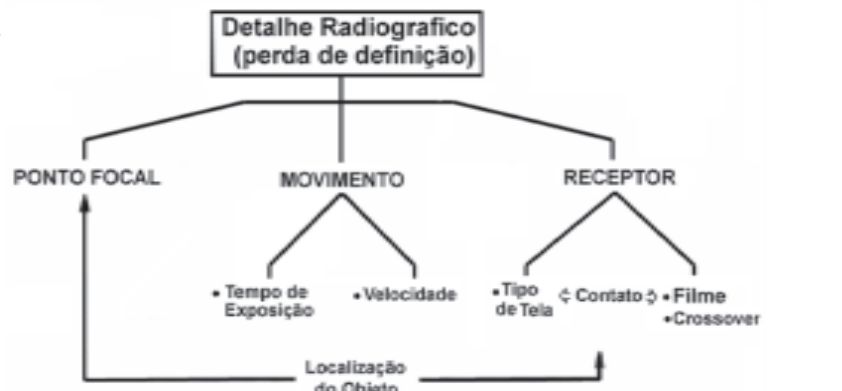 Detalhe Radiografico
(perda de definição)
PONTO FOCAL
MOVIMENTO
RECEPTOR
• Tempo de
Exposição
• Velocidade
• Tipo
de Tela
Contato
• Filme
• Crossover
Localização
do Objeto